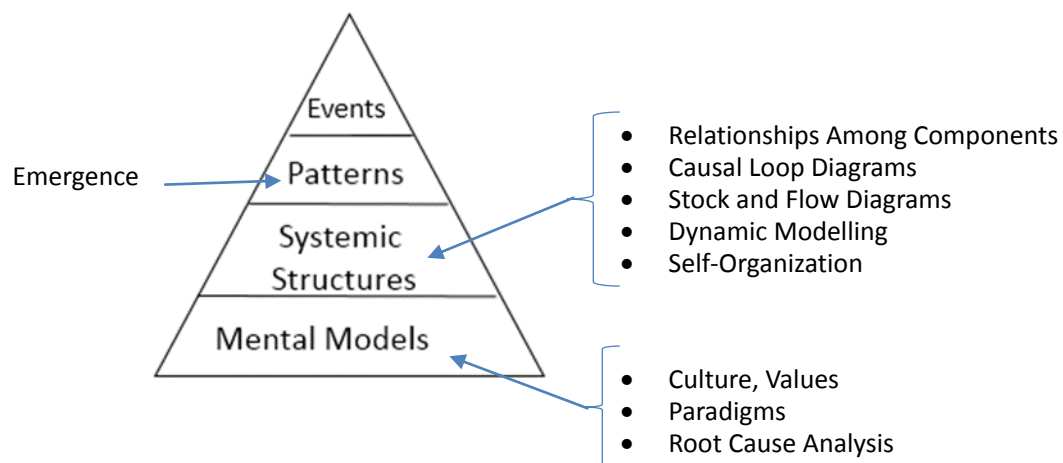 Events
Emergence
Patterns
Systemic
Structures
Mental Models
• Relationships Among Components
• Causal Loop Diagrams
• Stock and Flow Diagrams
• Dynamic Modelling
• Self-Organization
• Culture, Values
• Paradigms
• Root Cause Analysis